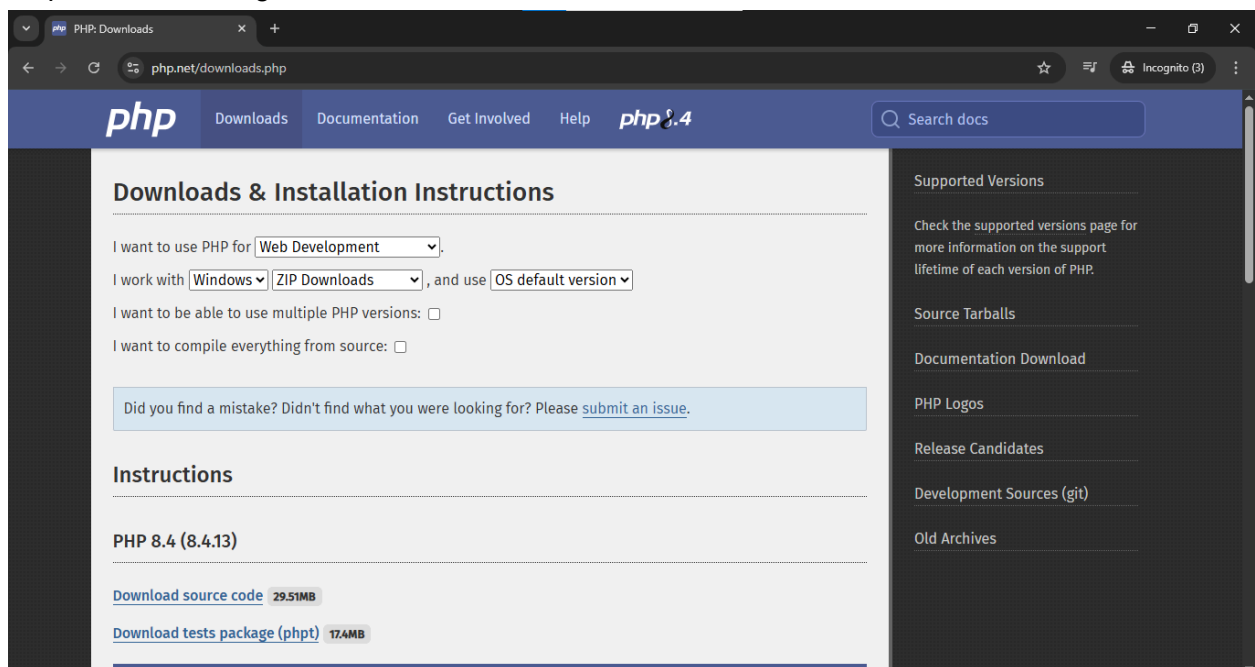 PHP: Downloads
php.net/downloads.php
Incognito (3)
php
Downloads
Documentation
Get Involved
Help
php8.4
Search docs
Downloads & Installation Instructions
I want to use PHP for Web Development.
I work with Windows ZIP Downloads, and use OS default version
I want to be able to use multiple PHP versions:
I want to compile everything from source:
Did you find a mistake? Didn't find what you were looking for? Please submit an issue.
Instructions
PHP 8.4 (8.4.13)
Download source code 29.51MB
Download tests package (phpt) 17.4MB
Supported Versions
Check the supported versions page for
more information on the support
lifetime of each version of PHP.
Source Tarballs
Documentation Download
PHP Logos
Release Candidates
Development Sources (git)
Old Archives